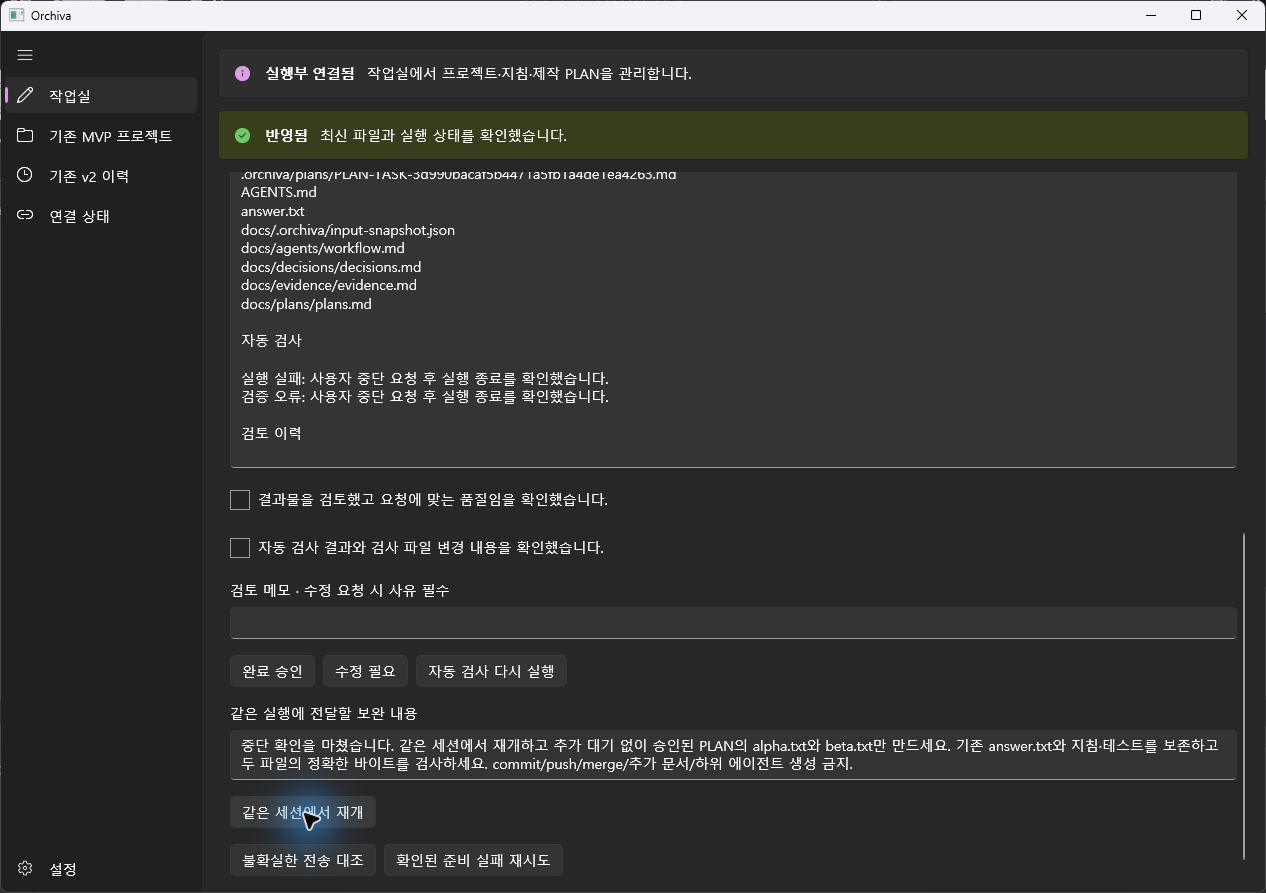 Orchiva
작업실
기존 MVP 프로젝트
기존 v2 이력
연결 상태
설정
실행부 연결됨 작업실에서 프로젝트·지침·제작 PLAN을 관리합니다.
반영됨 최신 파일과 실행 상태를 확인했습니다.
.orchiva/plans/PLAN-TASK-3d990bacaf5b4471a5fb1a4de1ea4263.md
AGENTS.md
answer.txt
docs/.orchiva/input-snapshot.json
docs/agents/workflow.md
docs/decisions/decisions.md
docs/evidence/evidence.md
docs/plans/plans.md
자동 검사
실행 실패: 사용자 중단 요청 후 실행 종료를 확인했습니다.
검증 오류: 사용자 중단 요청 후 실행 종료를 확인했습니다.
검토 이력
결과물을 검토했고 요청에 맞는 품질임을 확인했습니다.
자동 검사 결과와 검사 파일 변경 내용을 확인했습니다.
검토 메모 · 수정 요청 시 사유 필수
완료 승인 수정 필요 자동 검사 다시 실행
같은 실행에 전달할 보완 내용
중단 확인을 마쳤습니다. 같은 세션에서 재개하고 추가 대기 없이 승인된 PLAN의 alpha.txt와 beta.txt만 만드세요. 기존 answer.txt와 지침·테스트를 보존하고
두 파일의 정확한 바이트를 검사하세요. commit/push/merge/추가 문서/하위 에이전트 생성 금지.
같은 세션에서 재개
불확실한 전송 대조 확인된 준비 실패 재시도